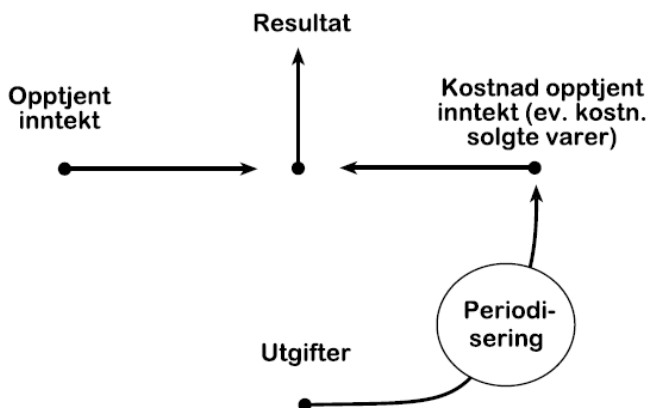 Resultat
Opptjent
inntekt
Kostnad opptjent
inntekt (ev. kostn.
solgte varer)
Periodi-
sering
Utgifter